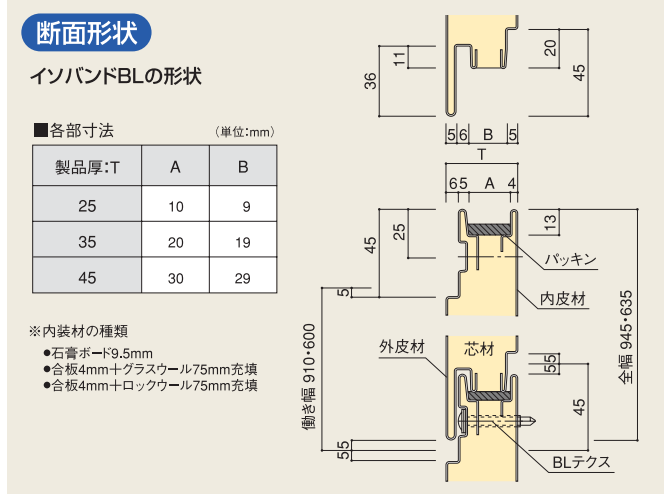 断面形状
イソバンドBLの形状
■各部寸法
(単位:mm)
製品厚:T A B
25 10 9
35 20 19
45 30 29
※内装材の種類
●石膏ボード9.5mm
●合板4mm＋グラスウール75mm充填
●合板4mm＋ロックウール75mm充填
36
11
20
45
5 6 B 5
T
6 5 A 4
45
25
13
パッキン
内皮材
5
外皮材
芯材
働き幅 910・600
全幅 945・635
5 5
45
5 5
BLテクス